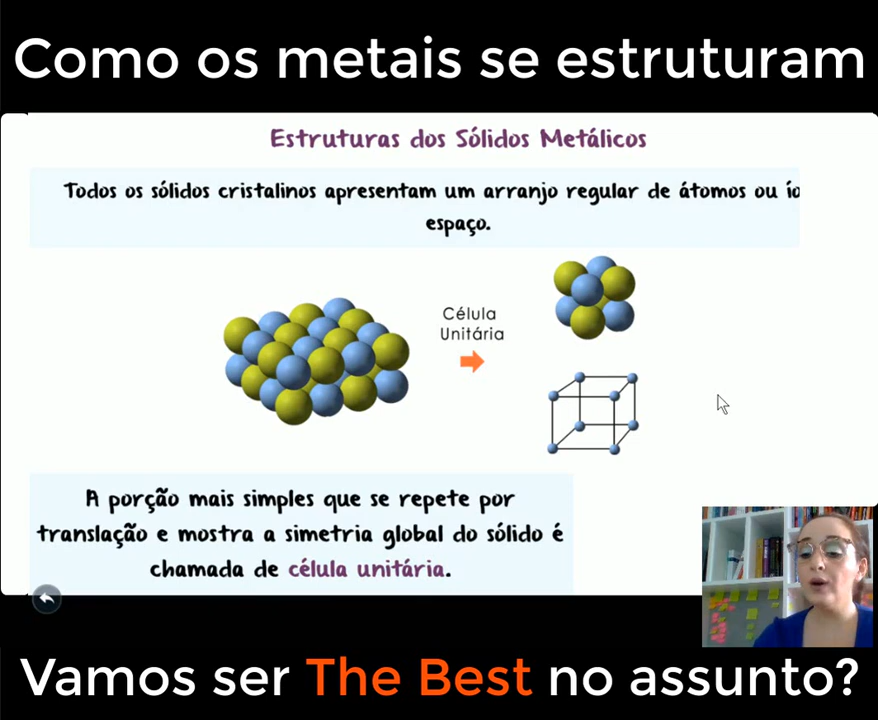 Como os metais se estruturam
Estruturas dos Sólidos Metálicos
Todos os sólidos cristalinos apresentam um arranjo regular de átomos ou
espaço.
Célula
Unitária
A porção mais simples que se repete por
translação e mostra a simetria global do sólido é
chamada de célula unitária.
Vamos ser The Best no assunto?